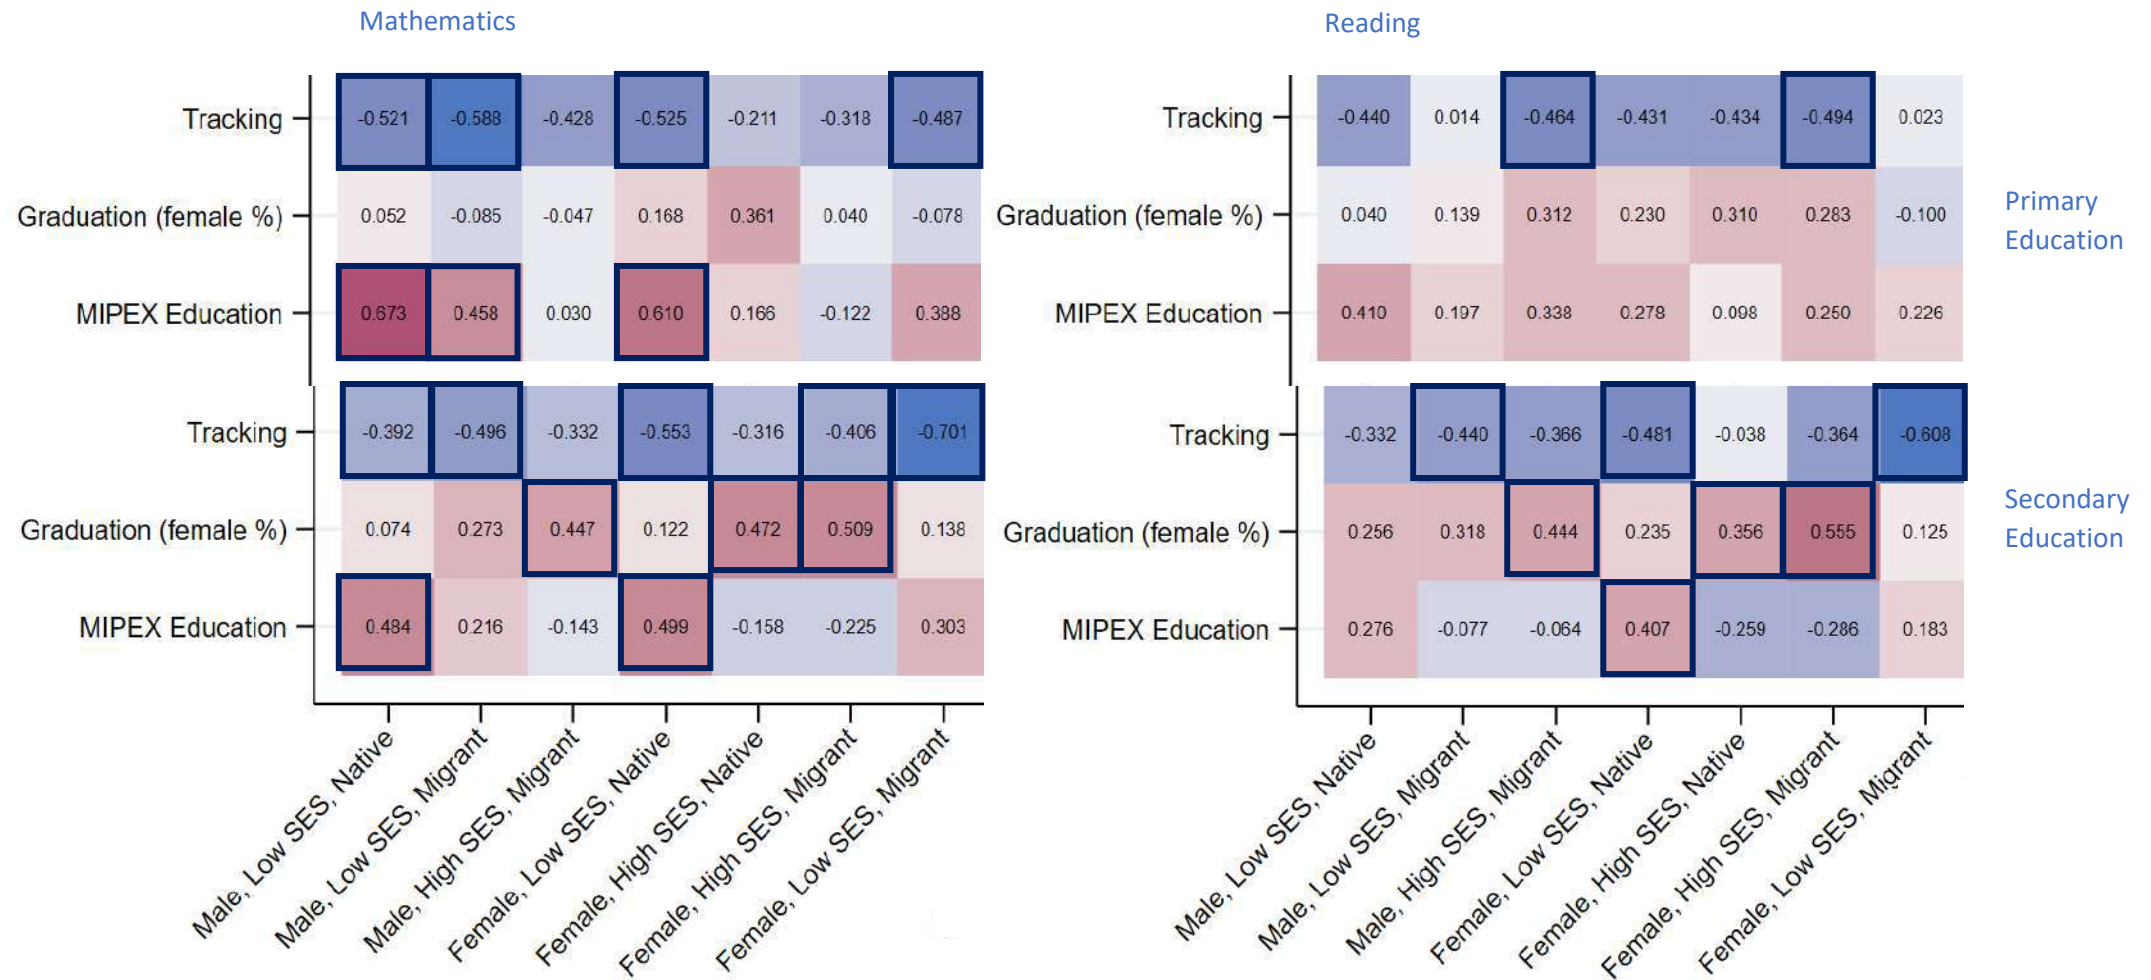 Mathematics
Reading
Tracking -0.521 -0.588 -0.428 -0.525 -0.211 -0.318 -0.487
Graduation (female %) 0.052 -0.085 -0.047 0.168 0.361 0.040 -0.078
MIPEX Education 0.673 0.458 0.030 0.610 0.166 -0.122 0.388
Tracking -0.440 0.014 -0.464 -0.431 -0.434 -0.494 0.023
Graduation (female %) 0.040 0.139 0.312 0.230 0.310 0.283 -0.100
MIPEX Education 0.410 0.197 0.338 0.278 0.098 0.250 0.226
Primary
Education
Tracking -0.392 -0.496 -0.332 -0.553 -0.316 -0.406 -0.701
Graduation (female %) 0.074 0.273 0.447 0.122 0.472 0.509 0.138
MIPEX Education 0.484 0.216 -0.143 0.499 -0.158 -0.225 0.303
Tracking -0.332 -0.440 -0.366 -0.481 -0.038 -0.364 -0.608
Graduation (female %) 0.256 0.318 0.444 0.235 0.356 0.555 0.125
MIPEX Education 0.276 -0.077 -0.064 0.407 -0.259 -0.286 0.183
Secondary
Education
Male, Low SES, Native
Male, Low SES, Migrant
Male, High SES, Migrant
Female, Low SES, Native
Female, High SES, Native
Female, High SES, Migrant
Female, Low SES, Migrant
Male, Low SES, Native
Male, Low SES, Migrant
Male, High SES, Migrant
Female, Low SES, Native
Female, High SES, Native
Female, High SES, Migrant
Female, Low SES, Migrant